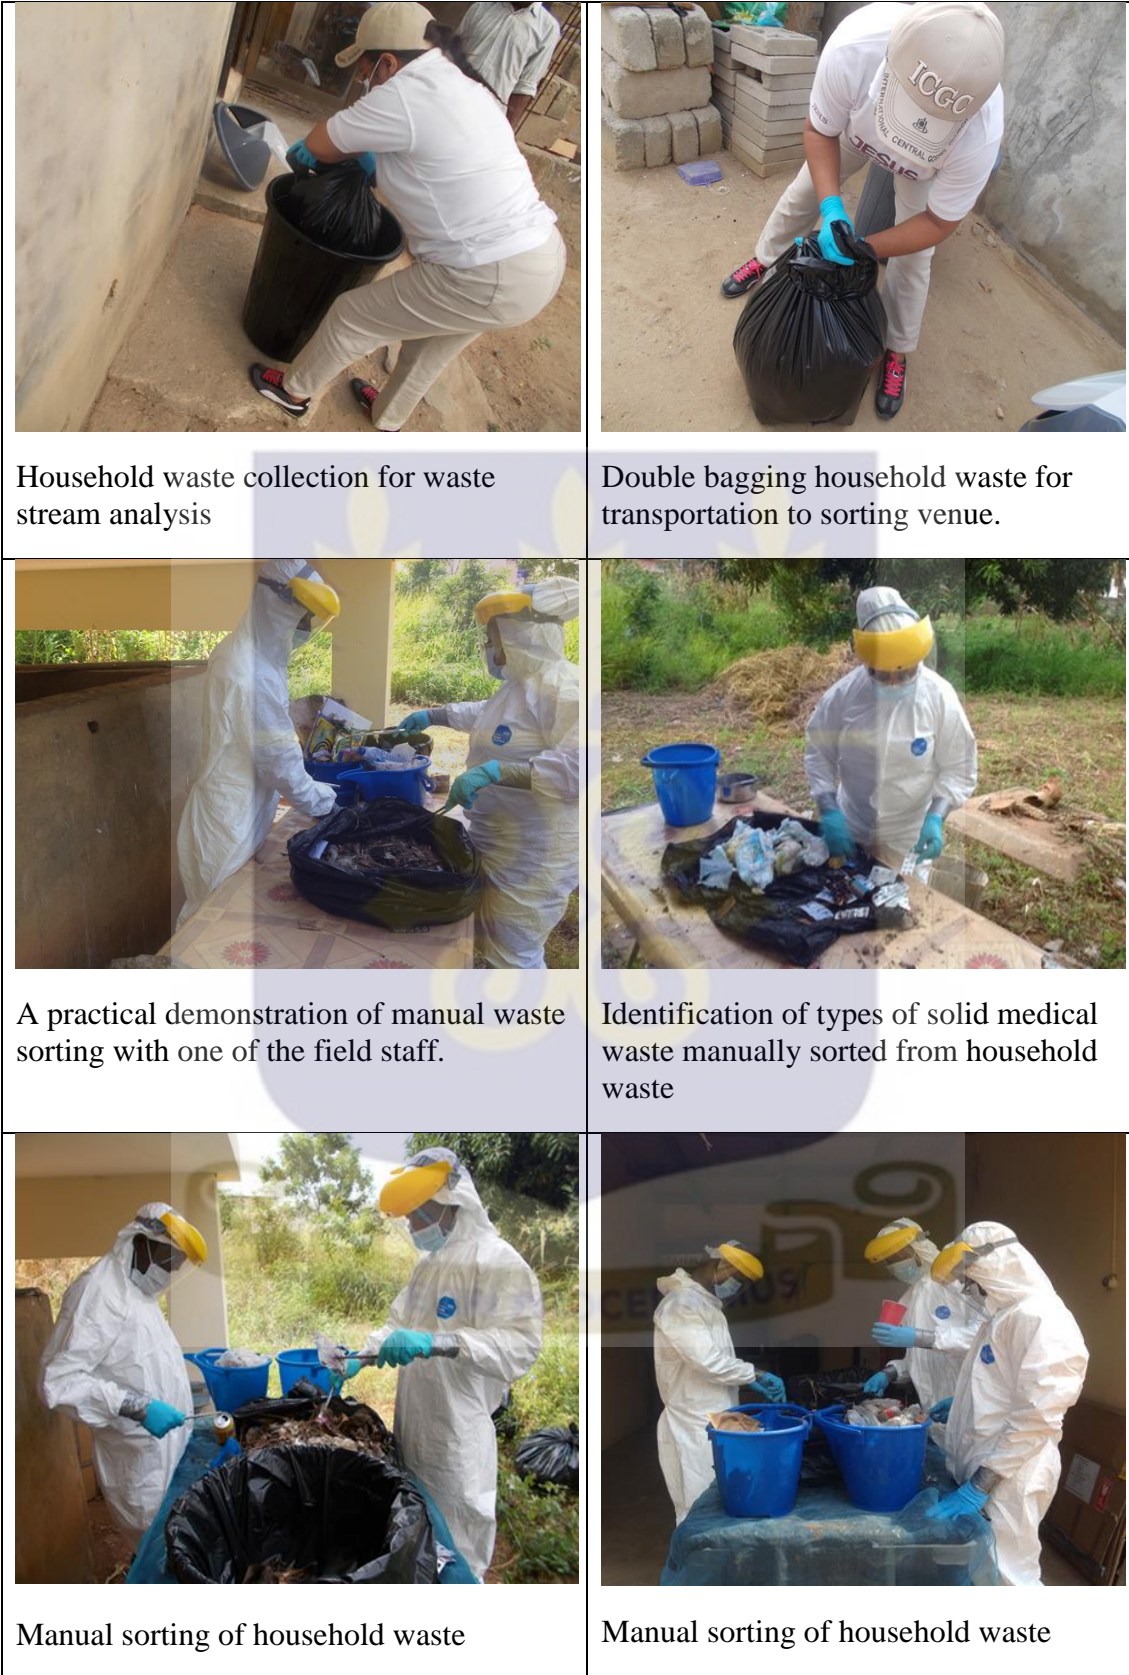 ICGC
INTERNATIONAL CENTRAL
JESUS
Household waste collection for waste
stream analysis
Double bagging household waste for
transportation to sorting venue.
A practical demonstration of manual waste
sorting with one of the field staff.
Identification of types of solid medical
waste manually sorted from household
waste
Manual sorting of household waste
Manual sorting of household waste